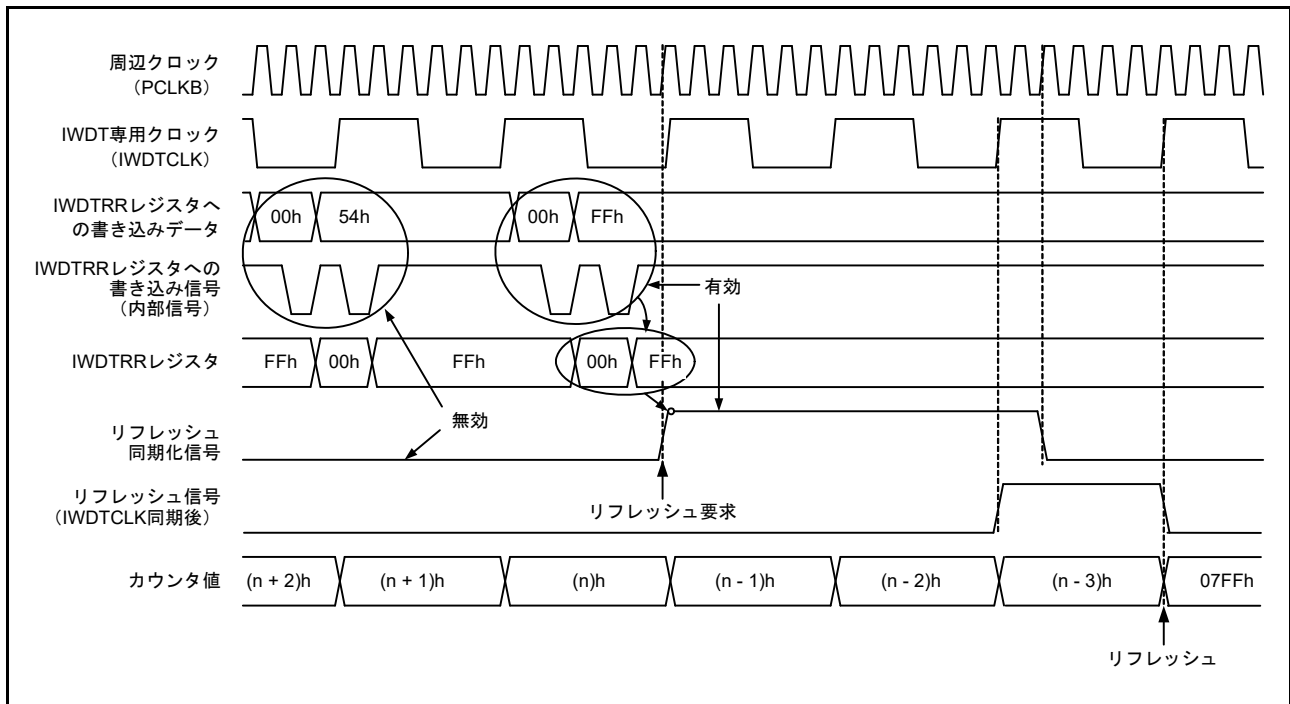 周辺クロック
（PCLKB）
IWDT専用クロック
（IWDTCLK）
IWDTRRレジスタへ
の書き込みデータ
00h
54h
00h
FFh
IWDTRRレジスタへの
書き込み信号
（内部信号）
有効
IWDTRRレジスタ
FFh
00h
FFh
00h
FFh
無効
リフレッシュ
同期化信号
リフレッシュ要求
リフレッシュ信号
（IWDTCLK同期後）
カウンタ値
(n + 2)h
(n + 1)h
(n)h
(n - 1)h
(n - 2)h
(n - 3)h
07FFh
リフレッシュ